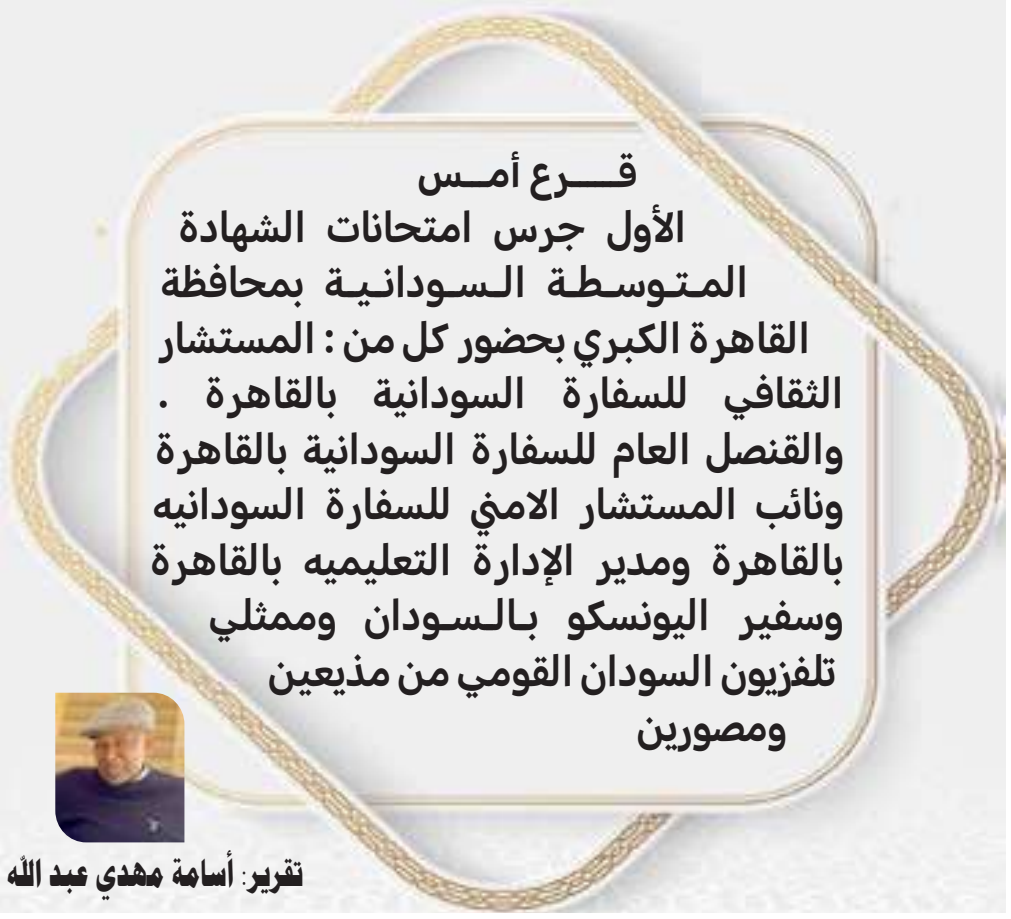 قـــرع أمــس
الأول جرس امتحانات الشهادة
المـتـوسـطـة الـسـودانـيـة بمحافظة
القاهرة الكبري بحضور كل من : المستشار
الثقافي للسفارة السودانية بالقاهرة .
والقنصل العام للسفارة السودانية بالقاهرة
ونائب المستشار الامني للسفارة السودانيه
بالقاهرة ومدير الإدارة التعليميه بالقاهرة
وسفير اليونسكو بـالـسـودان وممثلي
تلفزيون السودان القومي من مذيعين
ومصورين
تقرير: أسامة مهدي عبد الله